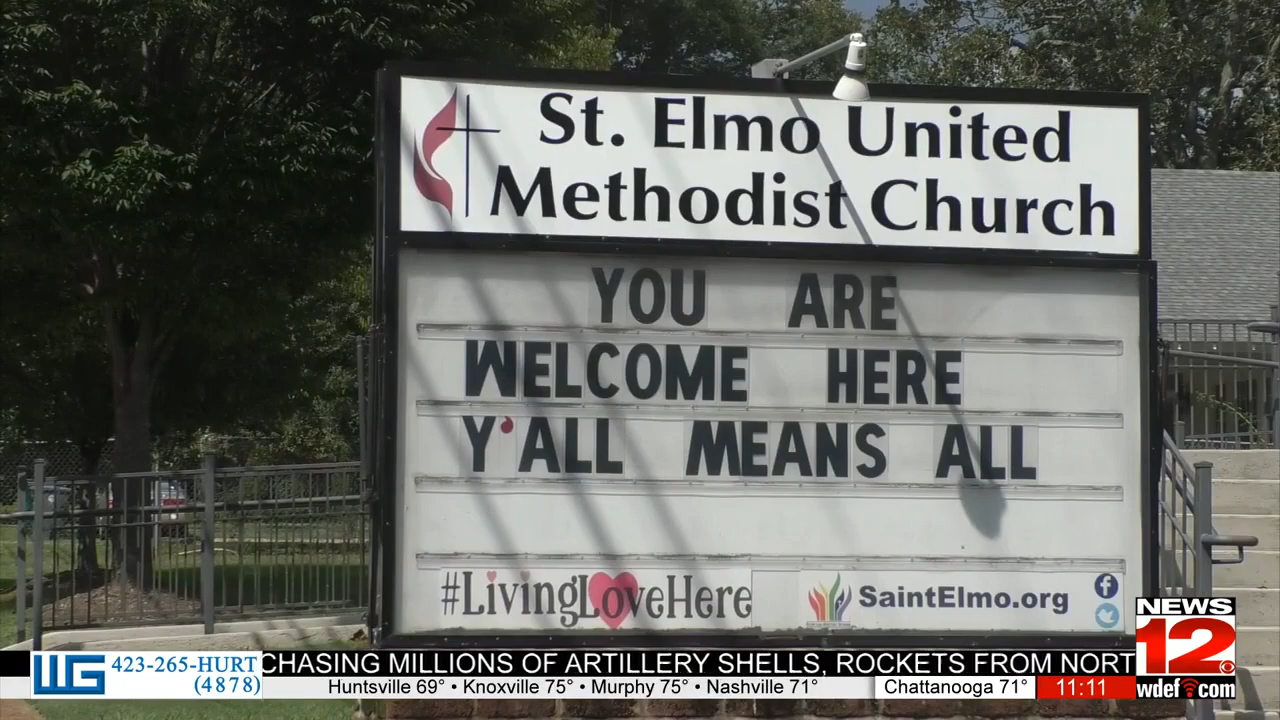 St. Elmo United
Methodist Church
YOU ARE
WELCOME HERE
Y'ALL MEANS ALL
#LivingLoveHere
SaintElmo.org
423-265-HURT
(4878)
CHASING MILLIONS OF ARTILLERY SHELLS, ROCKETS FROM NORT
Huntsville 69° • Knoxville 75° • Murphy 75° • Nashville 71°
Chattanooga 71°
11:11
NEWS
12
wdef.com